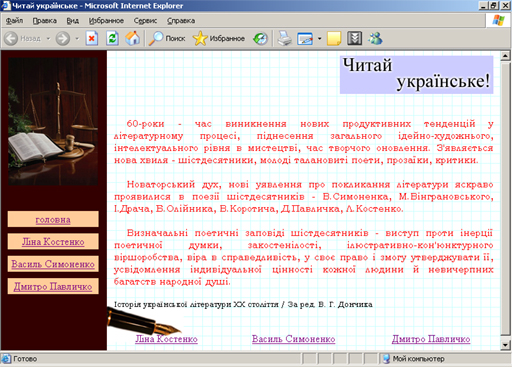 Читай українське - Microsoft Internet Explorer
Файл Правка Вид Избранное Сервис Справка
Назад Поиск Избранное
Читай
українське!
60-роки - час виникнення нових продуктивних тенденцій у
літературному процесі, піднесення загального ідейно-художнього,
інтелектуального рівня в мистецтві, час творчого оновлення. З'являється
нова хвиля - шістдесятники, молоді талановиті поети, прозаїки, критики.
Новаторський дух, нові уявлення про покликання літератури яскраво
проявилися в поезії шістдесятників - В.Симоненка, М.Вінграновського,
І.Драча, Б.Олійника, В.Коротича, Д.Павличка, Л.Костенко.
Визначальні поетичні заповіді шістдесятників - виступ проти інерції
поетичної думки, закостенілості, ілюстративно-кон'юнктурного
віршоробства, віра в справедливість, у своє право і змогу утверджувати її,
усвідомлення індивідуальної цінності кожної людини й невичерпних
багатств народної душі.
Історія української літератури ХХ століття / За ред. В. Г. Дончика
головна
Ліна Костенко
Василь Симоненко
Дмитро Павличко
Ліна Костенко Василь Симоненко Дмитро Павличко
Готово Мой компьютер